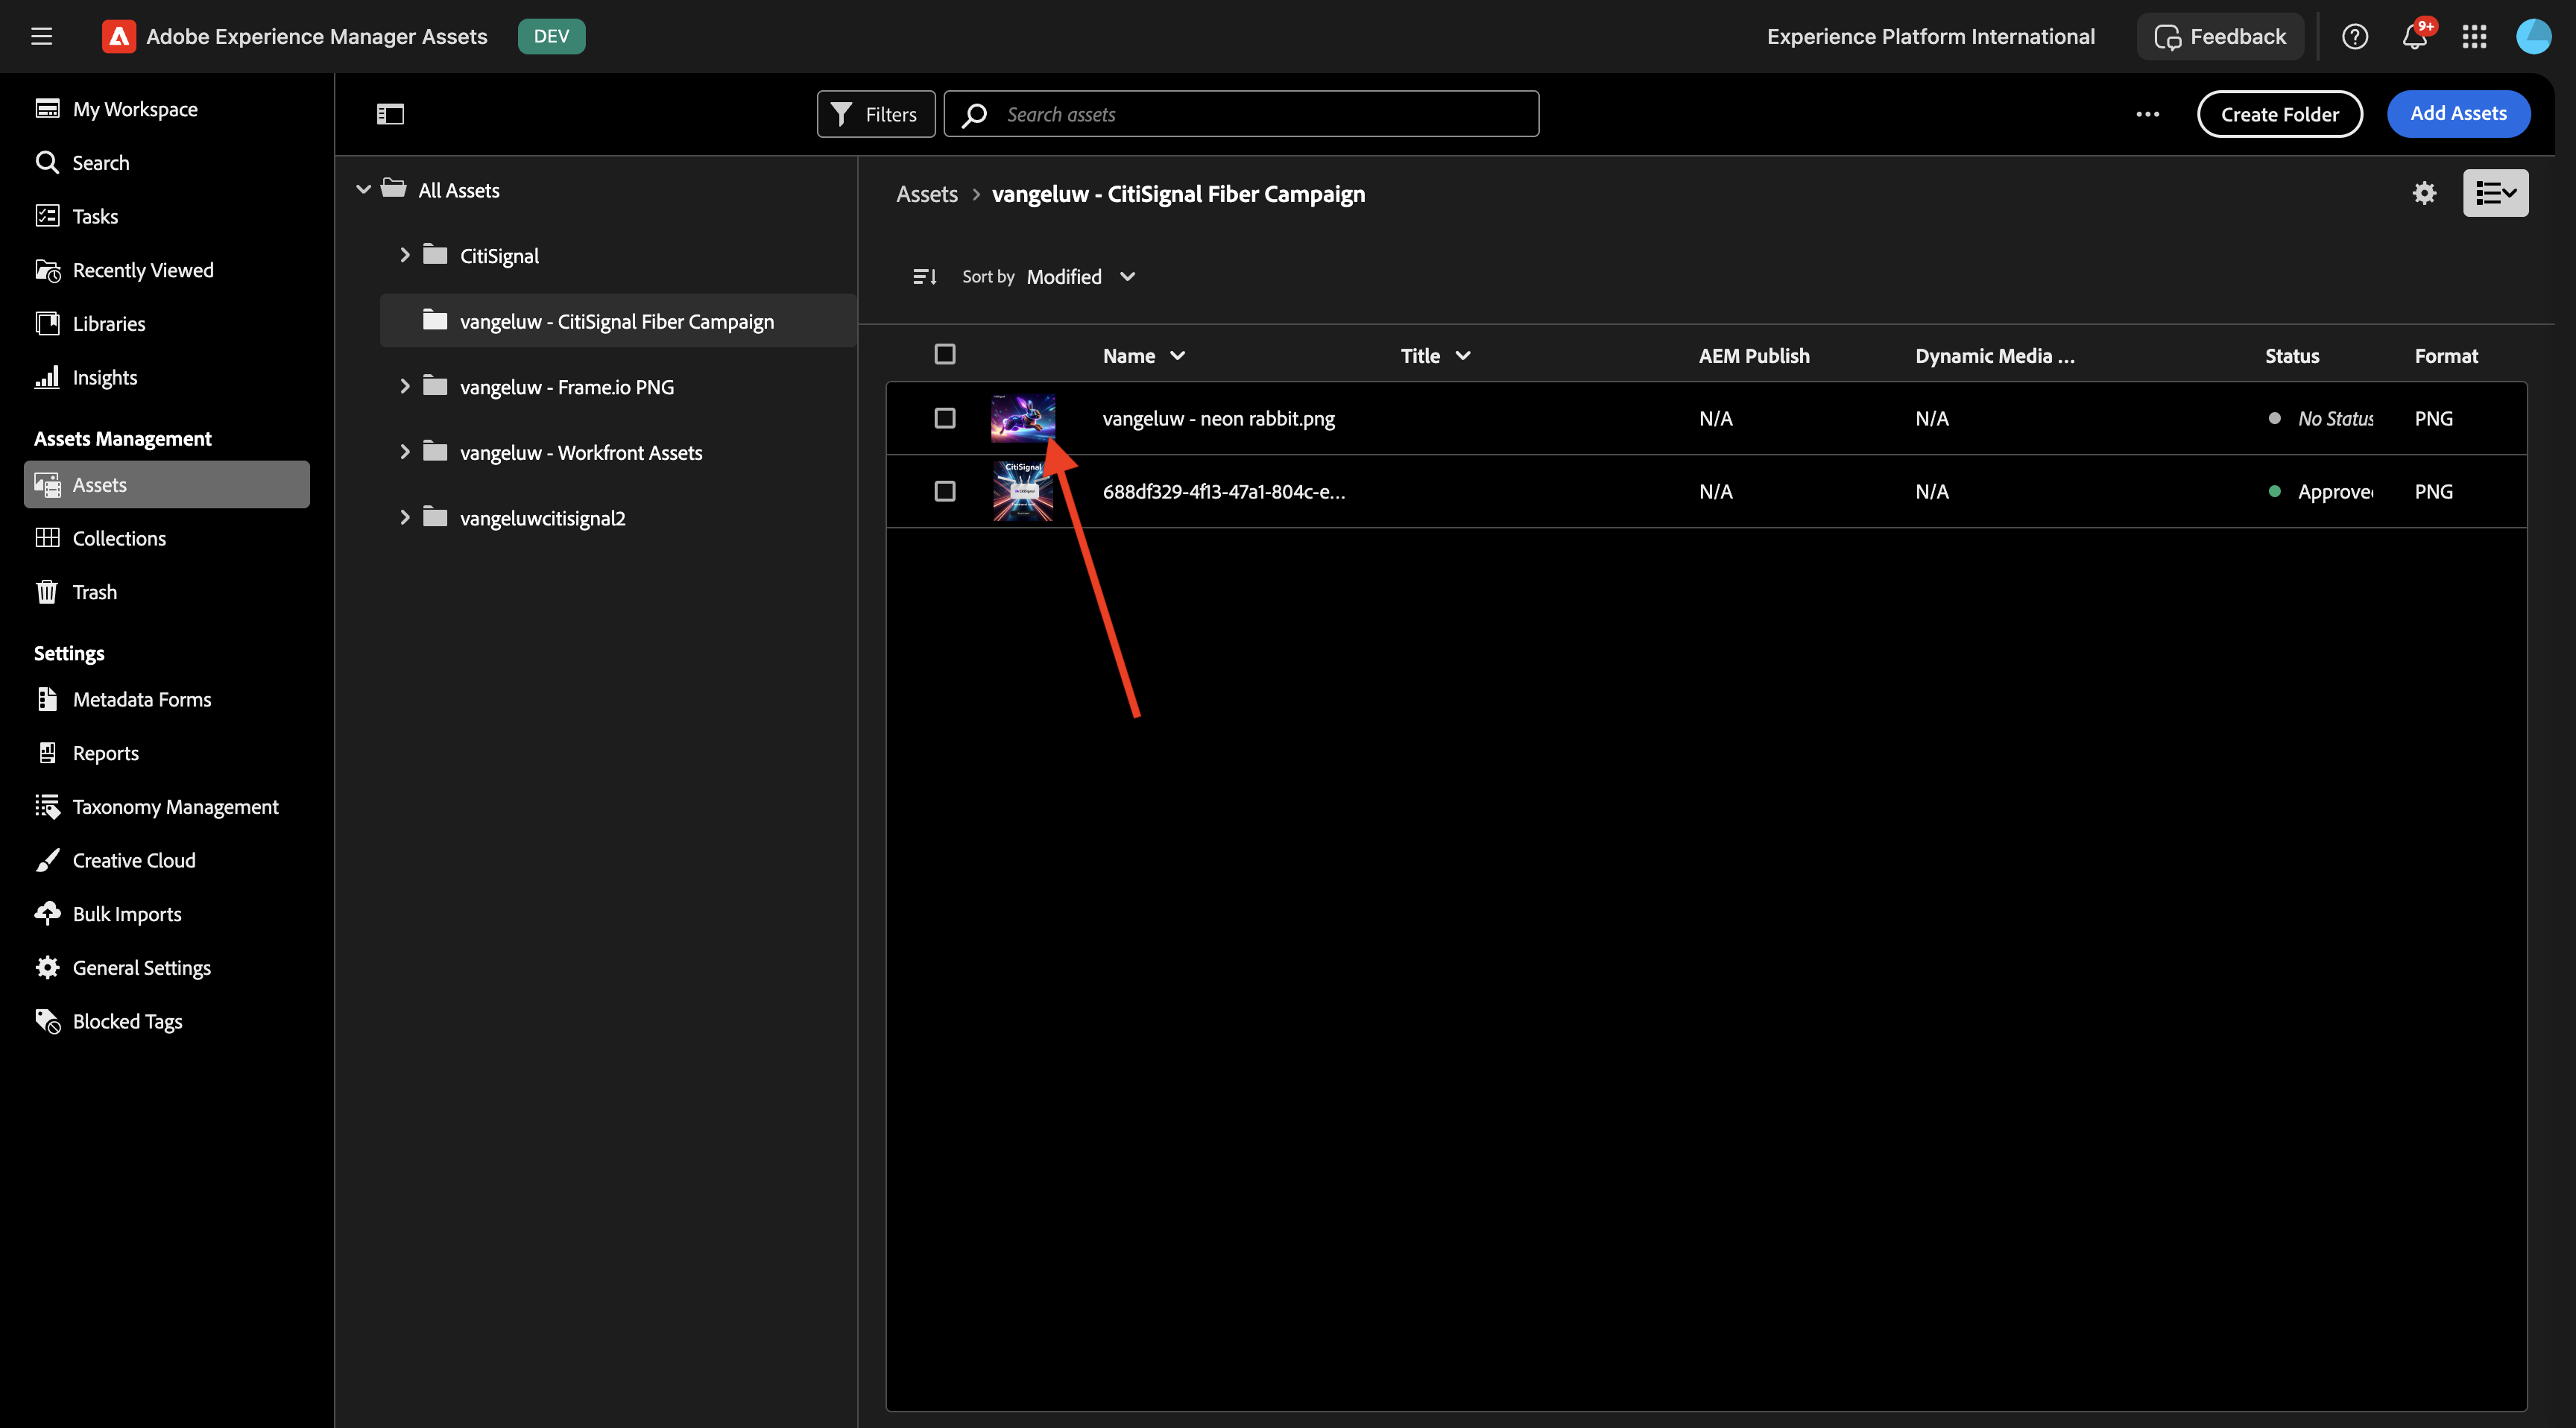 Adobe Experience Manager Assets
DEV
Experience Platform International
Feedback
9+
My Workspace
Search
Tasks
Recently Viewed
Libraries
Insights
Assets Management
Assets
Collections
Trash
Settings
Metadata Forms
Reports
Taxonomy Management
Creative Cloud
Bulk Imports
General Settings
Blocked Tags
Filters
Search assets
Create Folder
Add Assets
All Assets
CitiSignal
vangeluw - CitiSignal Fiber Campaign
vangeluw - Frame.io PNG
vangeluw - Workfront Assets
vangeluwcitisignal2
Assets > vangeluw - CitiSignal Fiber Campaign
Sort by Modified
Name Title AEM Publish Dynamic Media ... Status Format
vangeluw - neon rabbit.png N/A N/A No Status PNG
CitiSignal
688df329-4f13-47a1-804c-e... N/A N/A Approved PNG